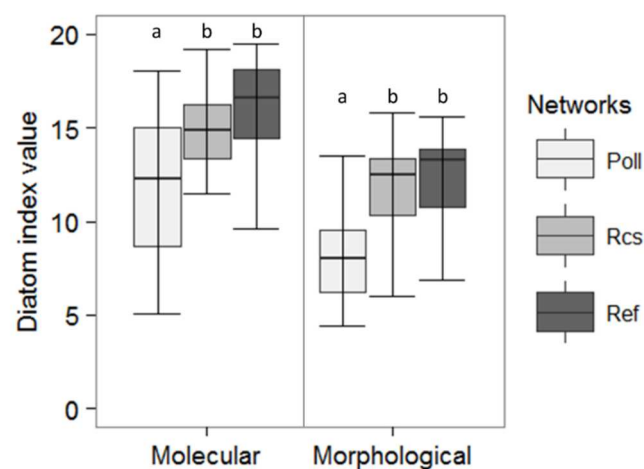 20
15
10
5
0
Diatom index value
a b b
a b b
Molecular Morphological
Networks
Poll
Rcs
Ref